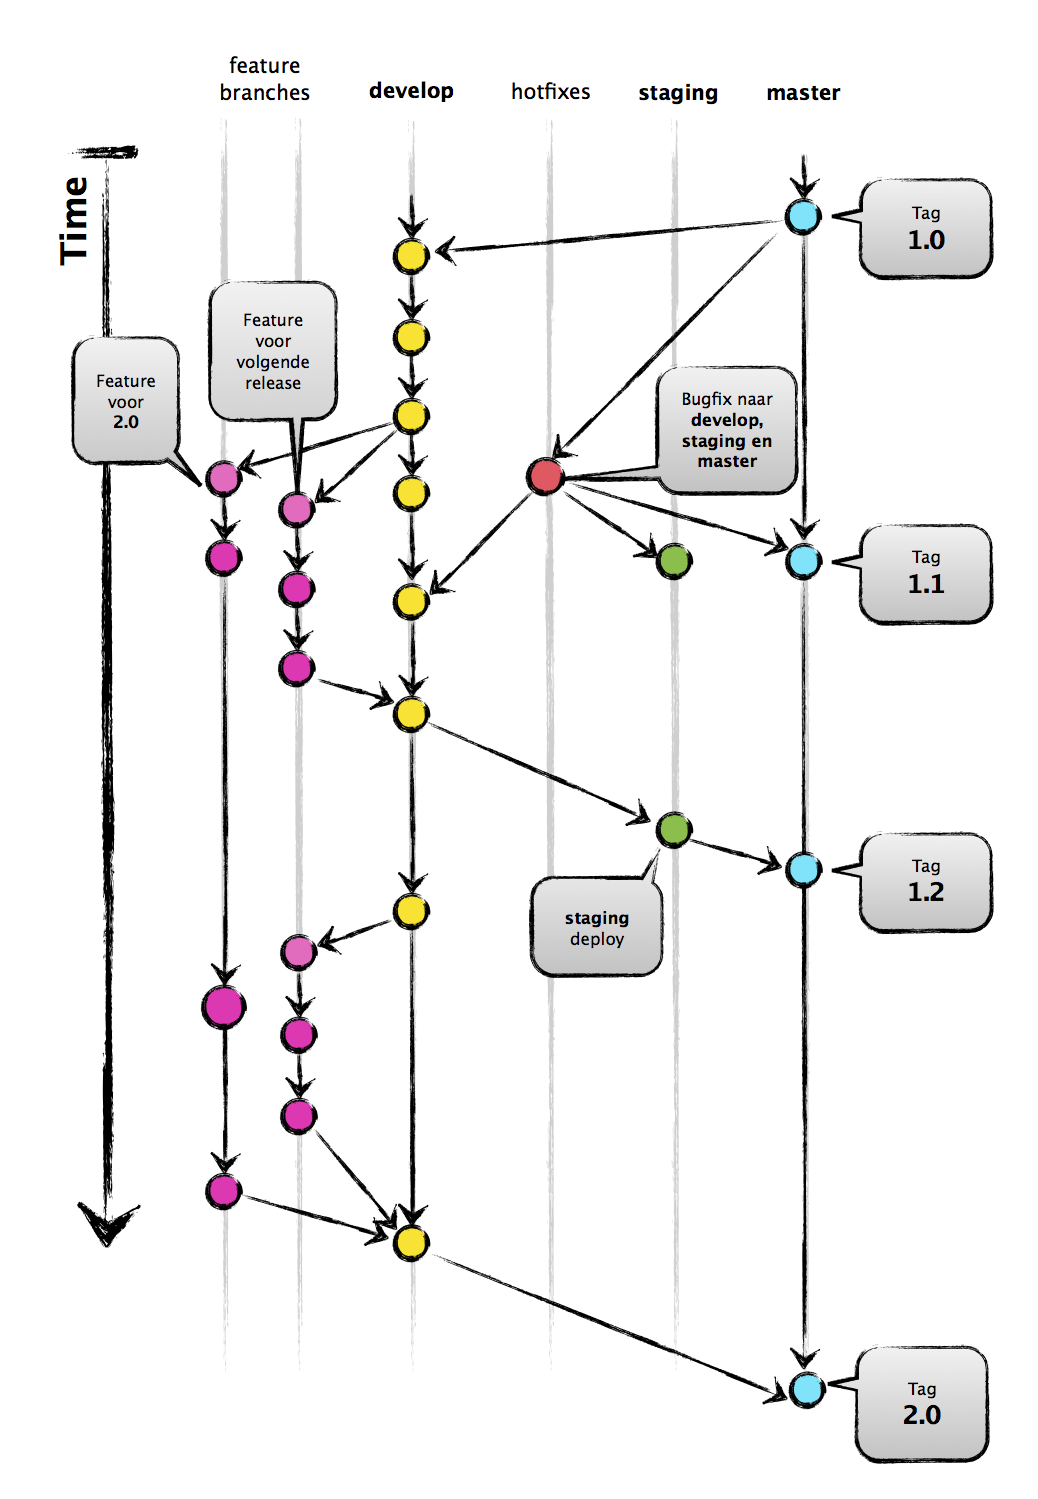 feature
branches
develop
hotfixes
staging
master
Time
Tag
1.0
Feature
voor
volgende
release
Feature
voor
2.0
Bugfix naar
develop,
staging en
master
Tag
1.1
Tag
1.2
staging
deploy
Tag
2.0